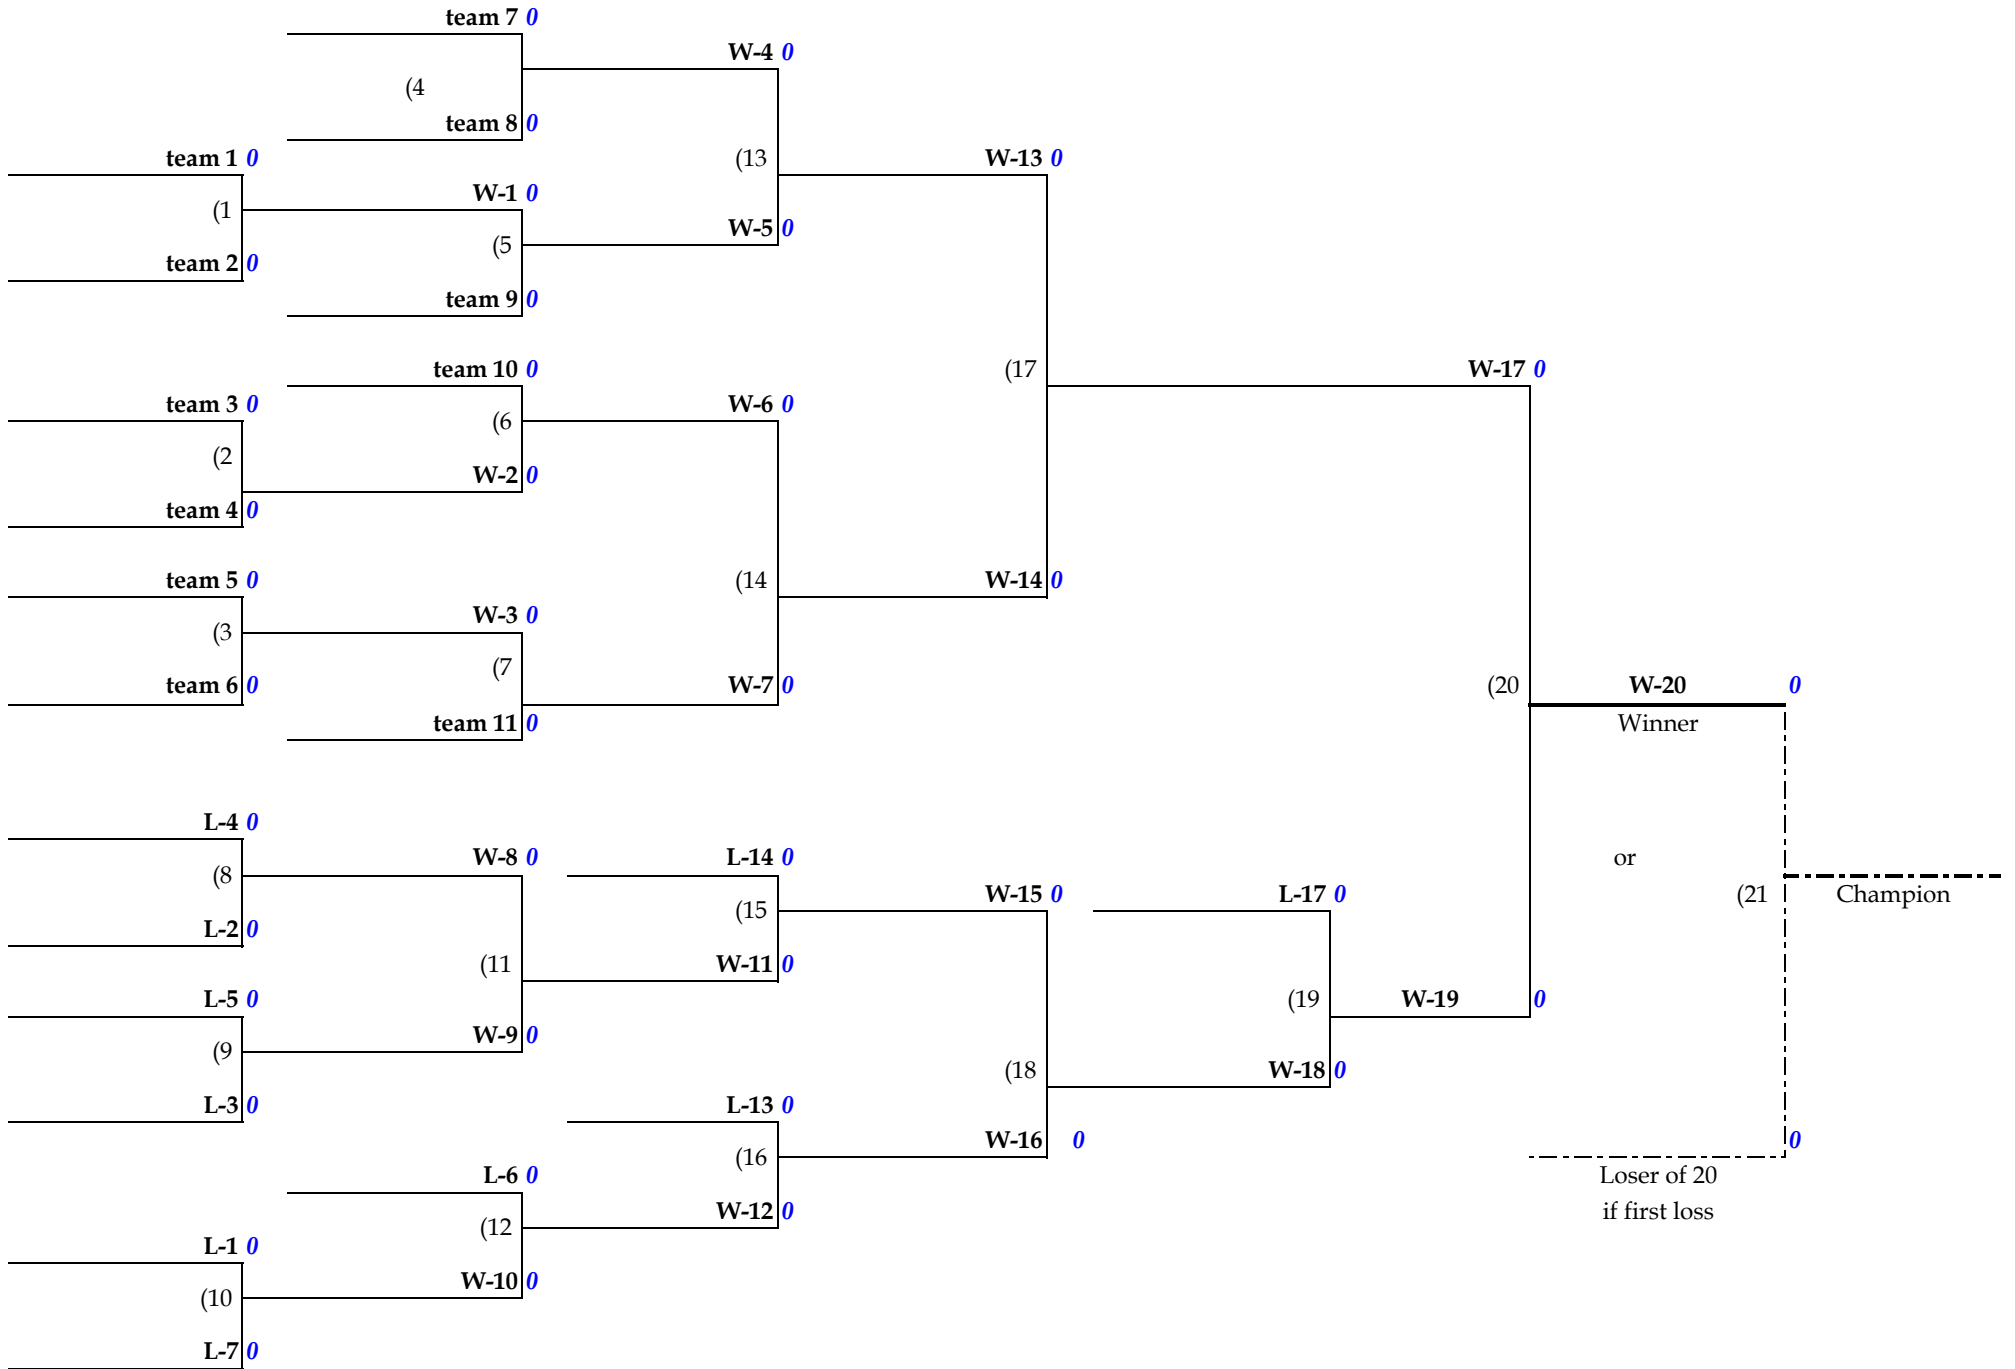 team 7 0
W-4 0
(4
team 8 0
team 1 0
(13
W-13 0
W-1 0
(1
W-5 0
(5
team 2 0
team 9 0
team 10 0
(17
W-17 0
team 3 0
W-6 0
(6
(2
W-2 0
team 4 0
team 5 0
(14
W-14 0
W-3 0
(3
(7
team 6 0
W-7 0
(20
W-20 0
team 11 0
Winner
L-4 0
W-8 0
L-14 0
or
(8
L-17 0
W-15 0
(21
Champion
(15
L-2 0
(11
W-11 0
L-5 0
(19
W-19 0
W-9 0
(9
(18
W-18 0
L-3 0
L-13 0
W-16 0
0
(16
L-6 0
Loser of 20
W-12 0
if first loss
(12
L-1 0
W-10 0
(10
L-7 0